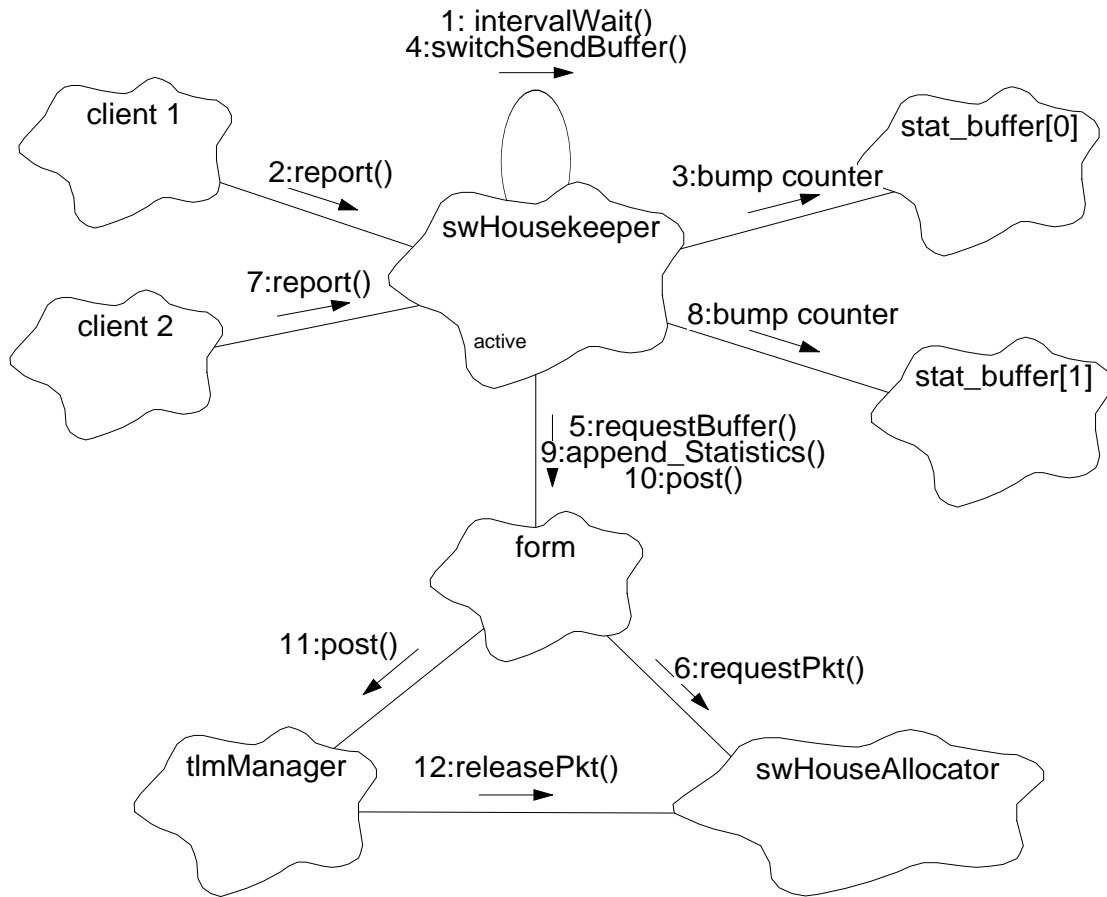 1: intervalWait()
4:switchSendBuffer()
client 1
stat_buffer[0]
2:report()
3:bump counter
swHousekeeper
7:report()
client 2
8:bump counter
active
stat_buffer[1]
5:requestBuffer()
9:append_Statistics()
10:post()
form
11:post()
6:requestPkt()
tlmManager
12:releasePkt()
swHouseAllocator